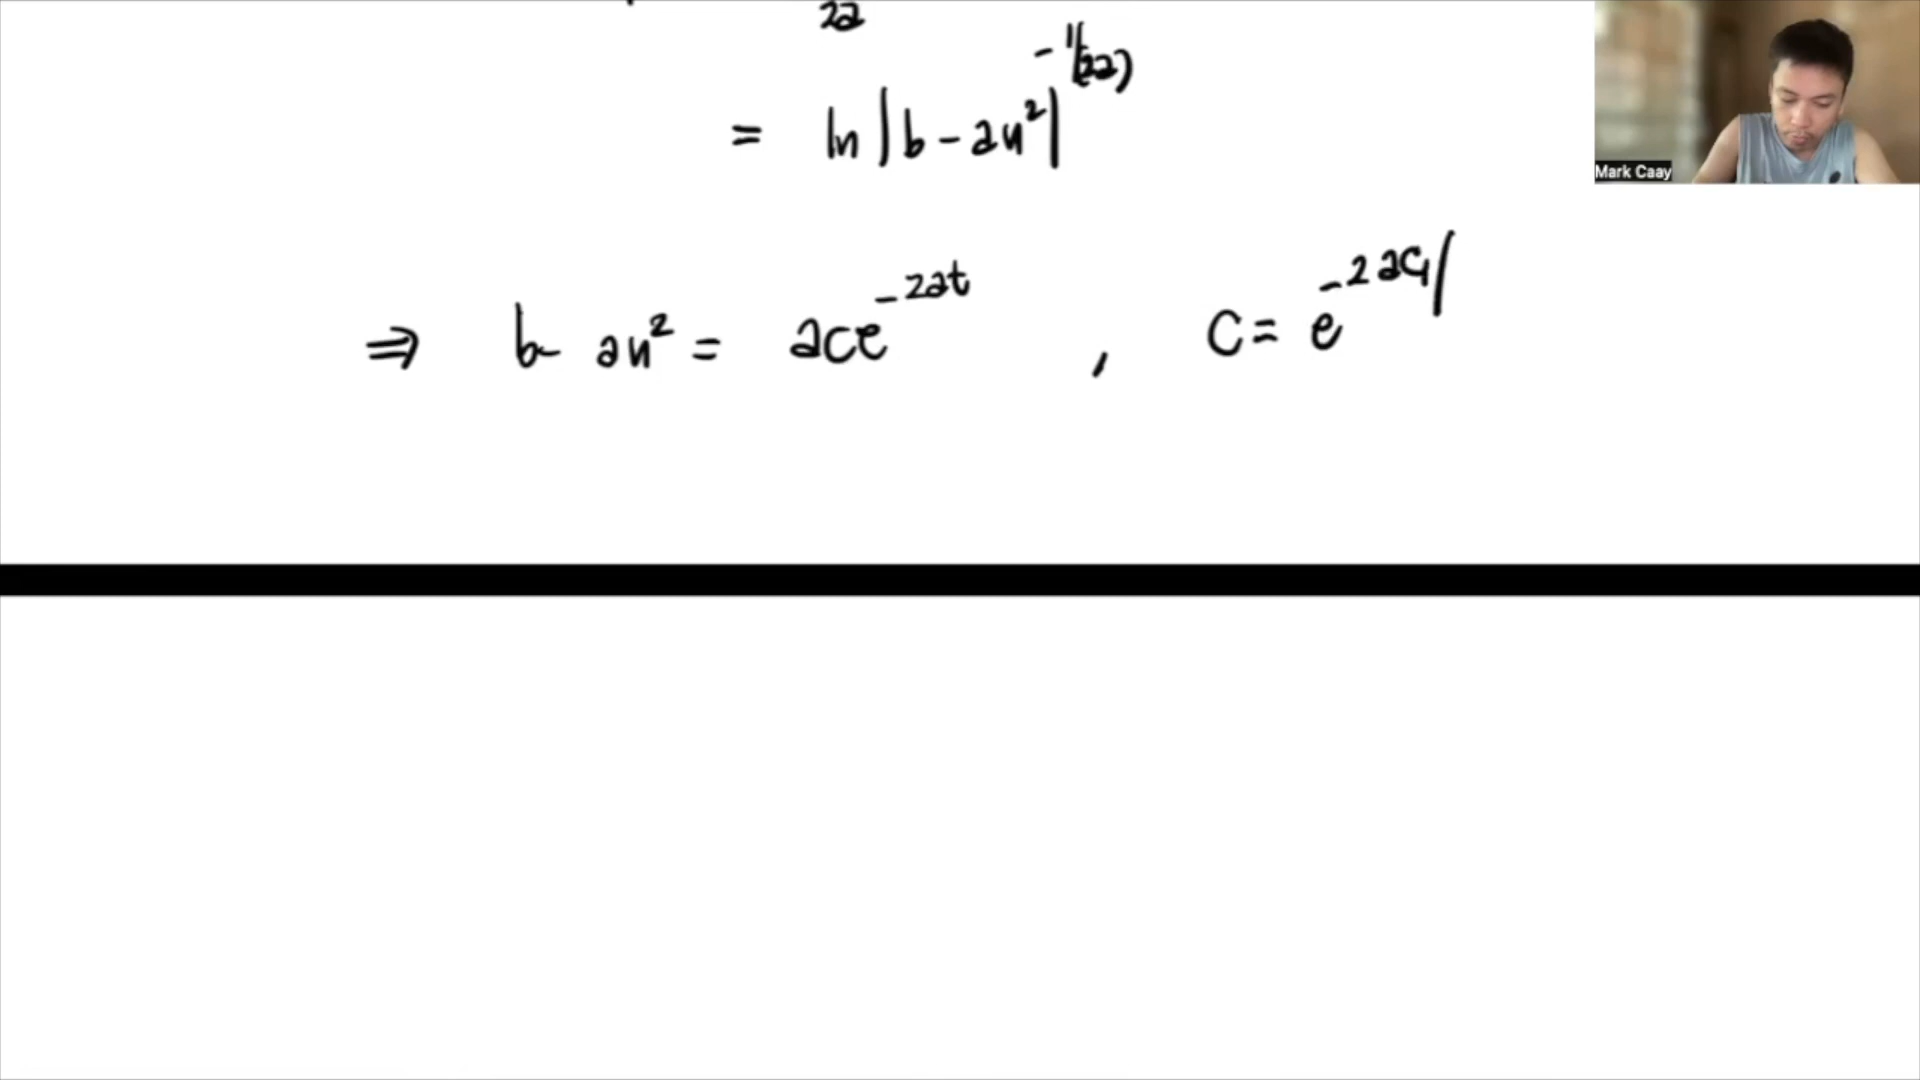 2a
= ln |b - au²|^(-1/(2a))
Mark Caay
⇒ b - au² = ace^(-2at) , C = e^(-2aC₁) /